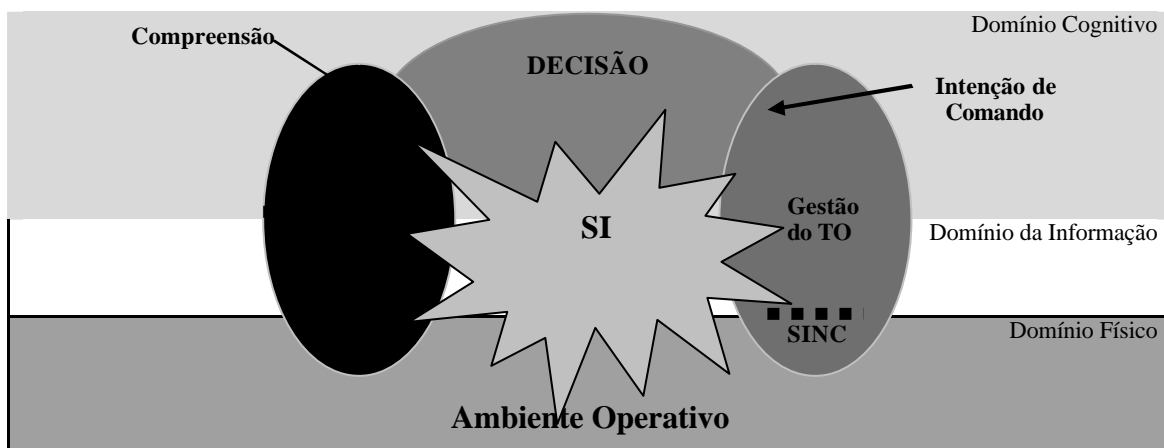 Domínio Cognitivo
Compreensão
DECISÃO
Intenção de
Comando
SI
Gestão
do TO
Domínio da Informação
SINC
Domínio Físico
Ambiente Operativo